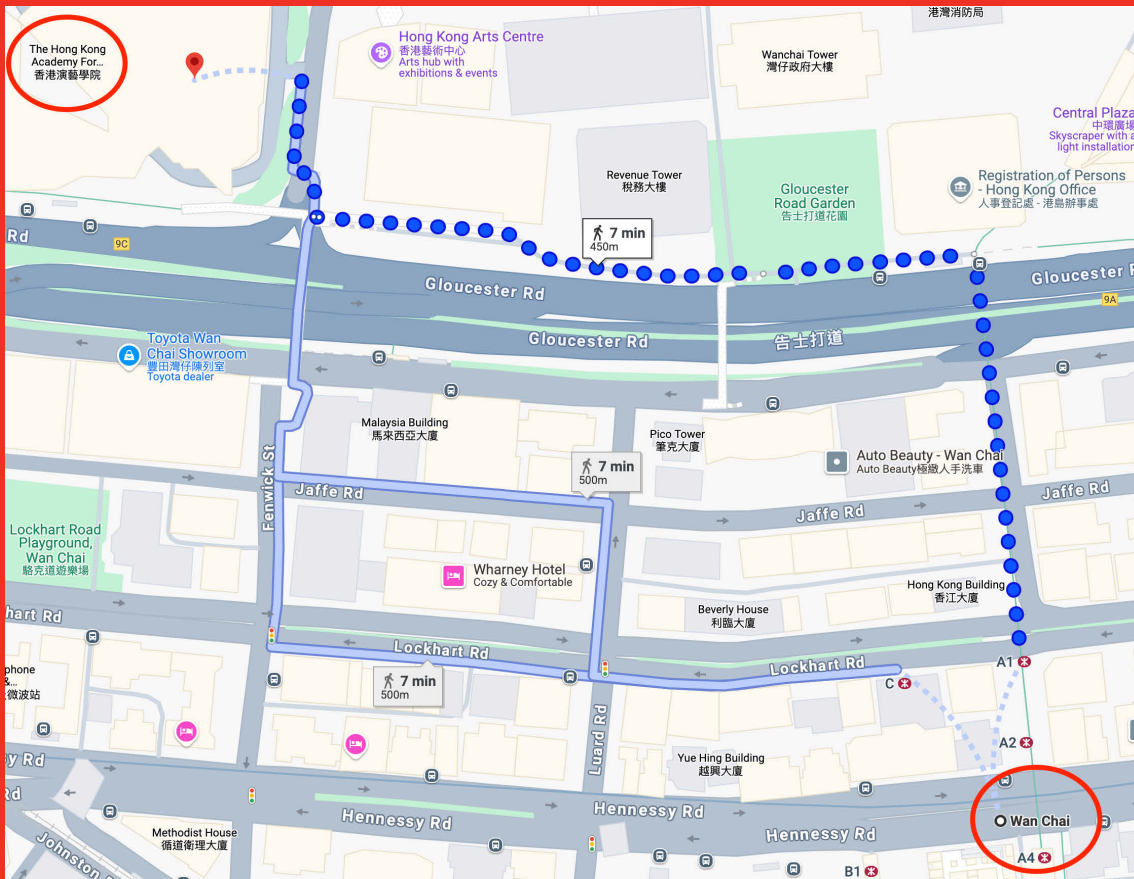 港灣消防局
The Hong Kong
Academy For...
香港演藝學院
Hong Kong Arts Centre
香港藝術中心
Arts hub with
exhibitions & events
Wanchai Tower
灣仔政府大樓
Central Plaza
中環廣場
Skyscraper with a
light installation
Revenue Tower
稅務大樓
Gloucester
Road Garden
告士打道花園
Registration of Persons
- Hong Kong Office
人事登記處 - 港島辦事處
7 min
450m
Rd
9C
Gloucester Rd
Gloucester R
9A
Gloucester Rd
告士打道
Toyota Wan
Chai Showroom
豐田灣仔陳列室
Toyota dealer
Malaysia Building
馬來西亞大廈
Pico Tower
筆克大廈
Fenwick St
7 min
500m
Auto Beauty - Wan Chai
Auto Beauty極緻人手洗車
Jaffe Rd
Jaffe Rd
Jaffe Rd
Lockhart Road
Playground,
Wan Chai
駱克道遊樂場
Wharney Hotel
Cozy & Comfortable
Hong Kong Building
香江大廈
Beverly House
利臨大廈
hart Rd
Lockhart Rd
Lockhart Rd
A1
C
7 min
500m
phone
&...
微波站
Luard Rd
A2
Yue Hing Building
越興大廈
y Rd
Rd
Hennessy Rd
Hennessy Rd
Hennessy Rd
Wan Chai
Methodist House
循道衛理大廈
Johnston
A4
B1